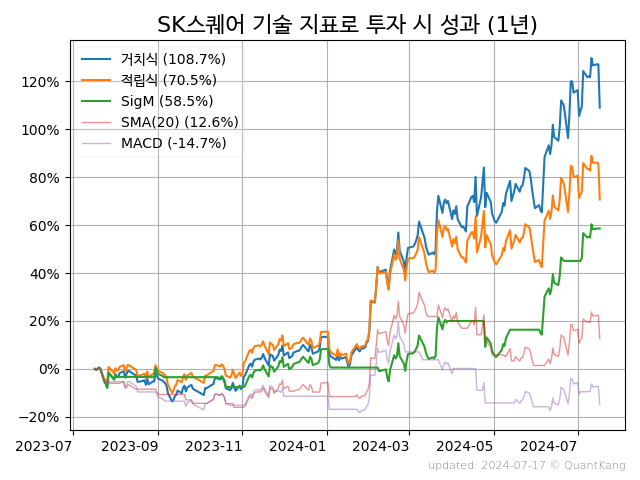 SK스퀘어 기술 지표로 투자 시 성과 (1년)
거치식 (108.7%)
적립식 (70.5%)
SigM (58.5%)
SMA(20) (12.6%)
MACD (-14.7%)
120%
100%
80%
60%
40%
20%
0%
−20%
2023-07 2023-09 2023-11 2024-01 2024-03 2024-05 2024-07
updated: 2024-07-17 © QuantKang